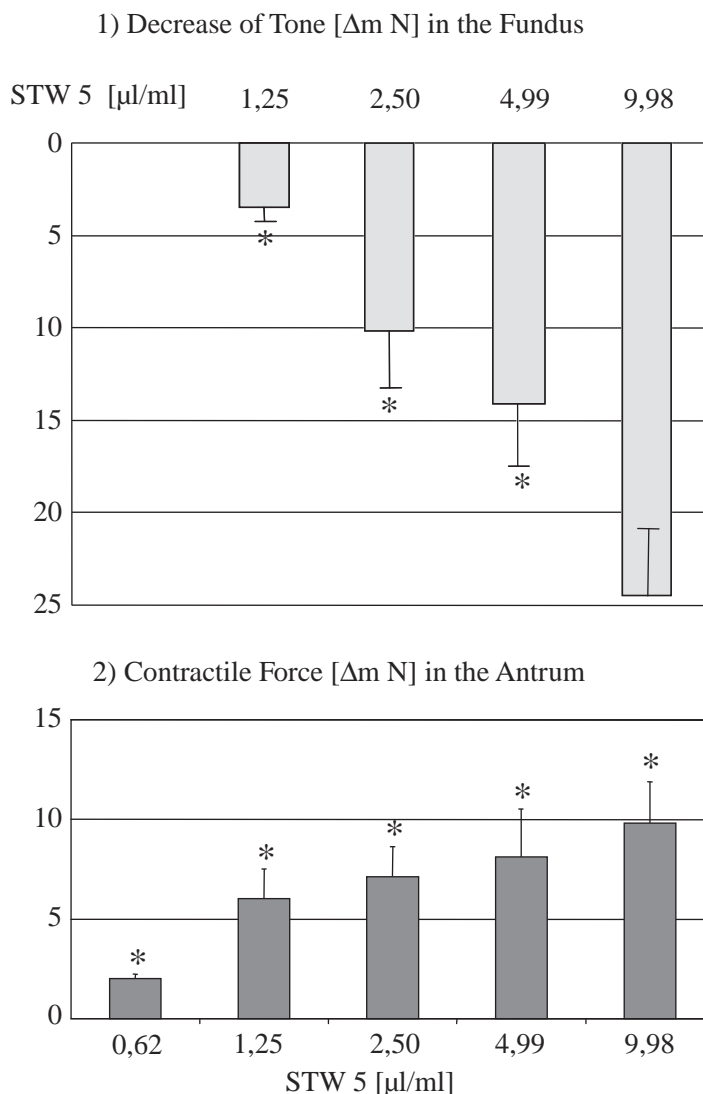 1) Decrease of Tone [Δm N] in the Fundus
STW 5 [µl/ml] 1,25 2,50 4,99 9,98
0
5
10
15
20
25
* * *
2) Contractile Force [Δm N] in the Antrum
15
10
5
0
* * * * *
0,62 1,25 2,50 4,99 9,98
STW 5 [µl/ml]